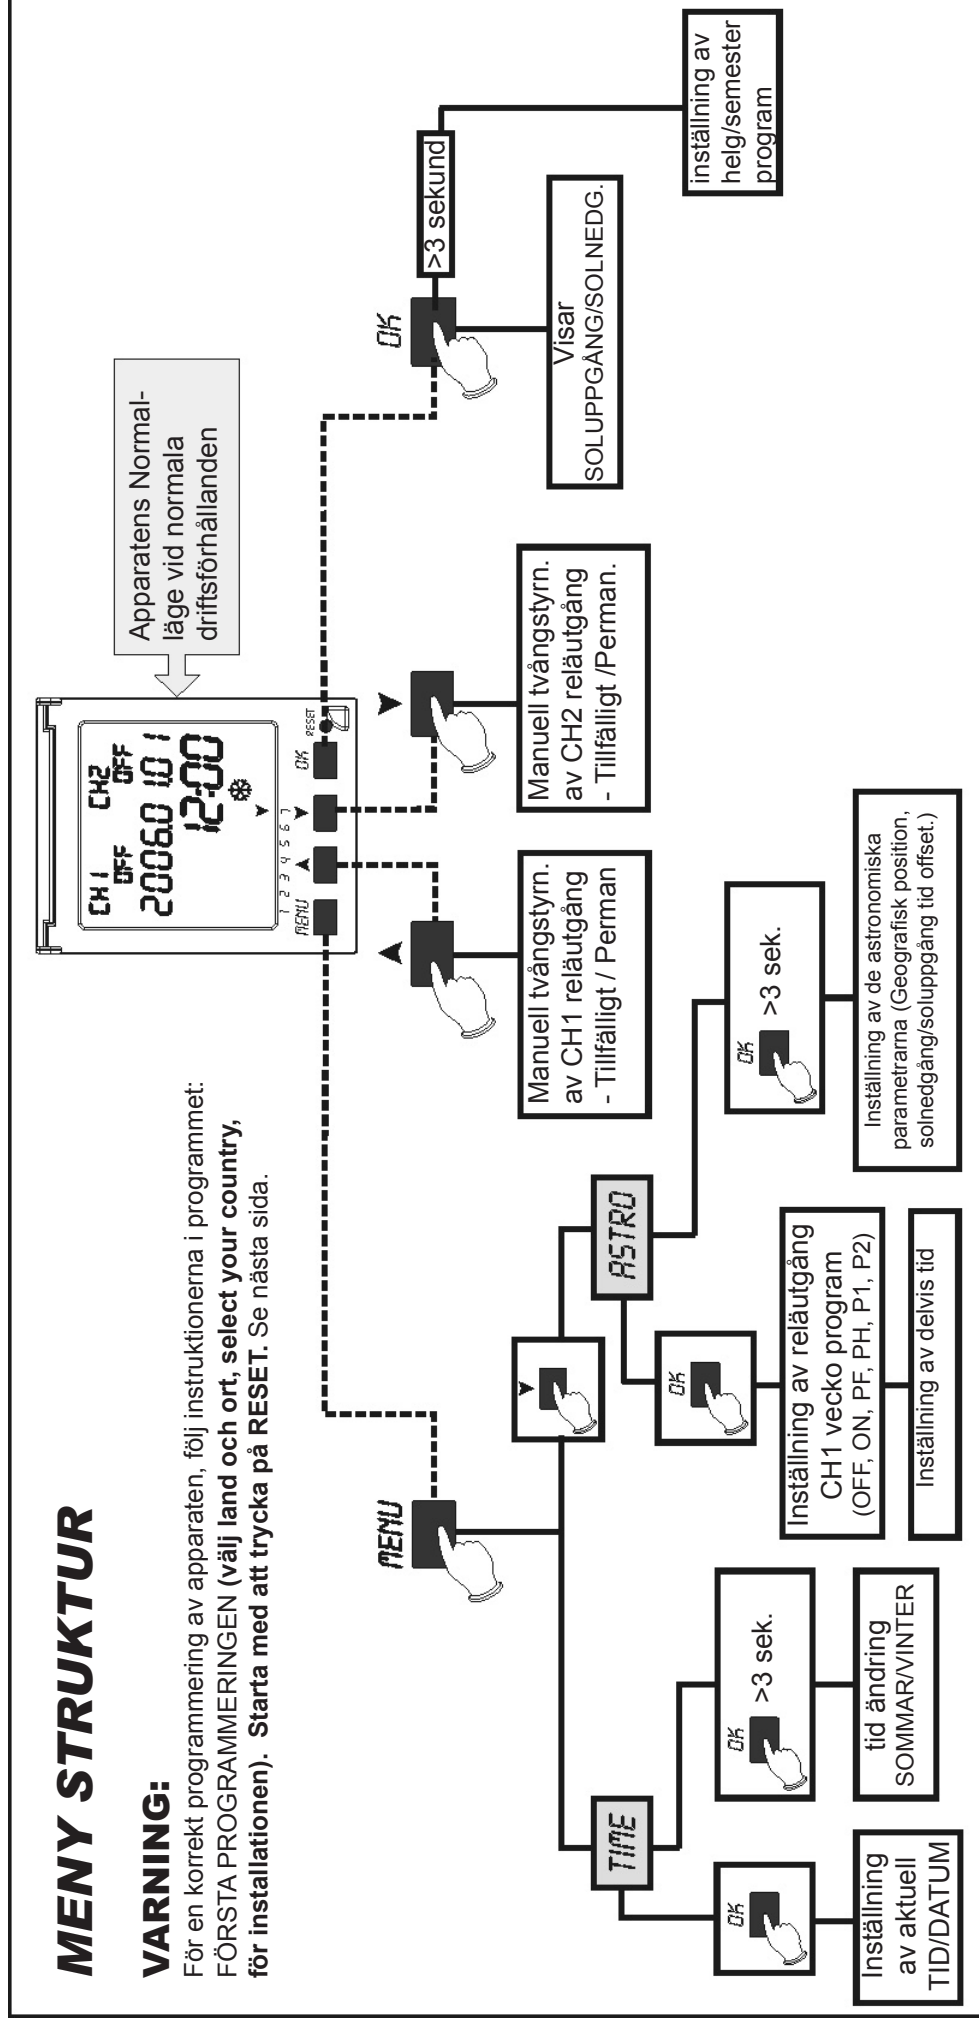 MENY STRUKTUR
VARNING:
För en korrekt programmering av apparaten, följ instruktionerna i programmet:
FÖRSTA PROGRAMMERINGEN (välj land och ort, select your country,
för installationen). Starta med att trycka på RESET. Se nästa sida.
Apparatens Normal-
läge vid normala
driftsförhållanden
CH1 CH2
OFF OFF
2006.0 1.0 1
12:00
1 2 3 4 5 6 7
MENU OK RESET
MENU
OK
>3 sekund
Manuell tvångstyrn.
av CH1 reläutgång
- Tillfälligt / Perman
Manuell tvångstyrn.
av CH2 reläutgång
- Tillfälligt /Perman.
Visar
SOLUPPGÅNG/SOLNEDG.
inställning av
helg/semester
program
TIME
ASTRO
OK
Inställning
av aktuell
TID/DATUM
OK >3 sek.
tid ändring
SOMMAR/VINTER
OK
Inställning av reläutgång
CH1 vecko program
(OFF, ON, PF, PH, P1, P2)
Inställning av delvis tid
OK >3 sek.
Inställning av de astronomiska
parametrarna (Geografisk position,
solnedgång/soluppgång tid offset.)